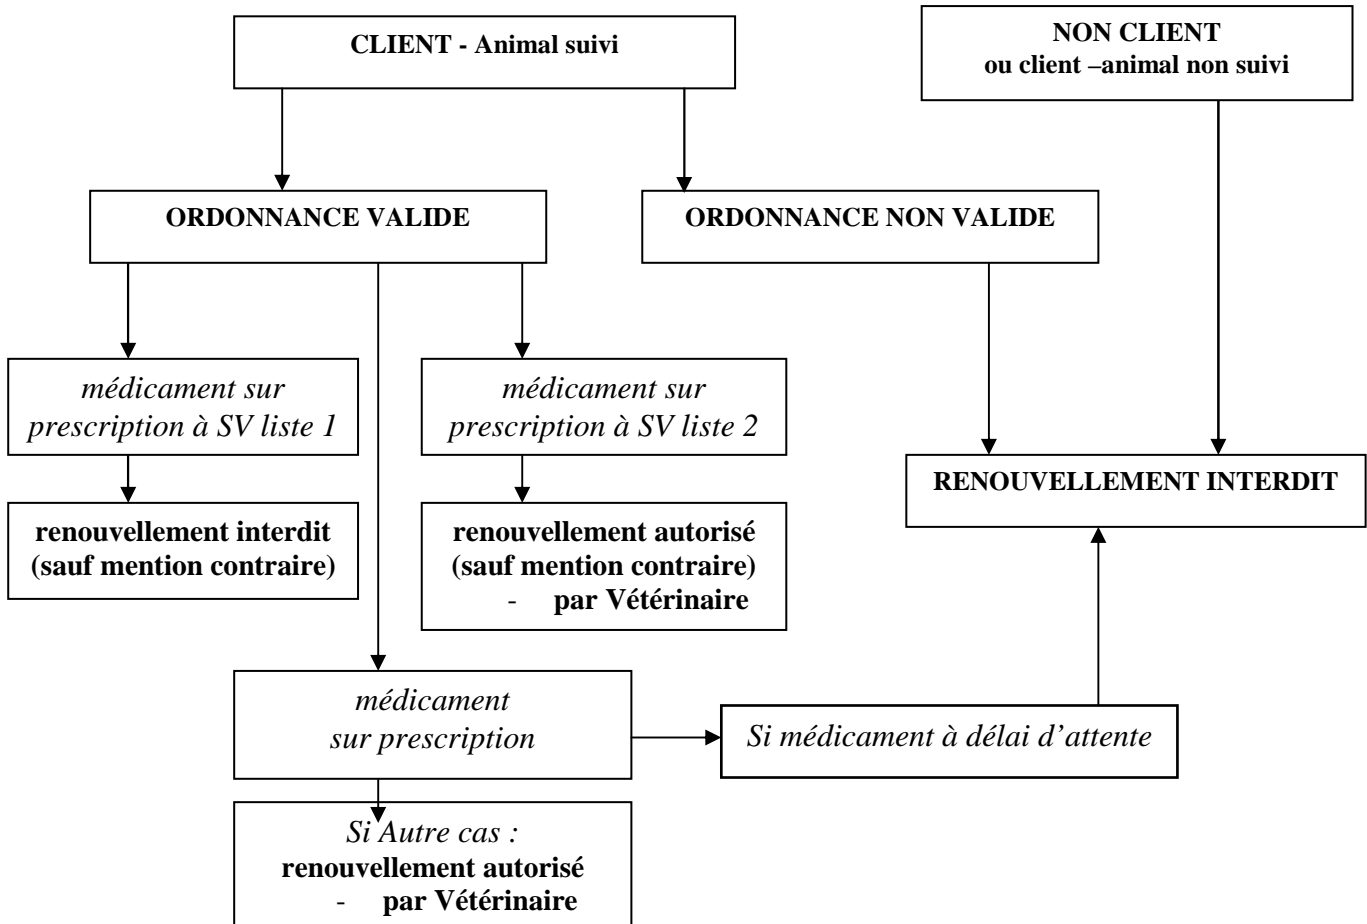 CLIENT - Animal suivi
NON CLIENT
ou client –animal non suivi
ORDONNANCE VALIDE
ORDONNANCE NON VALIDE
médicament sur
prescription à SV liste 1
médicament sur
prescription à SV liste 2
RENOUVELLEMENT INTERDIT
renouvellement interdit
(sauf mention contraire)
renouvellement autorisé
(sauf mention contraire)
- par Vétérinaire
médicament
sur prescription
Si médicament à délai d’attente
Si Autre cas :
renouvellement autorisé
- par Vétérinaire